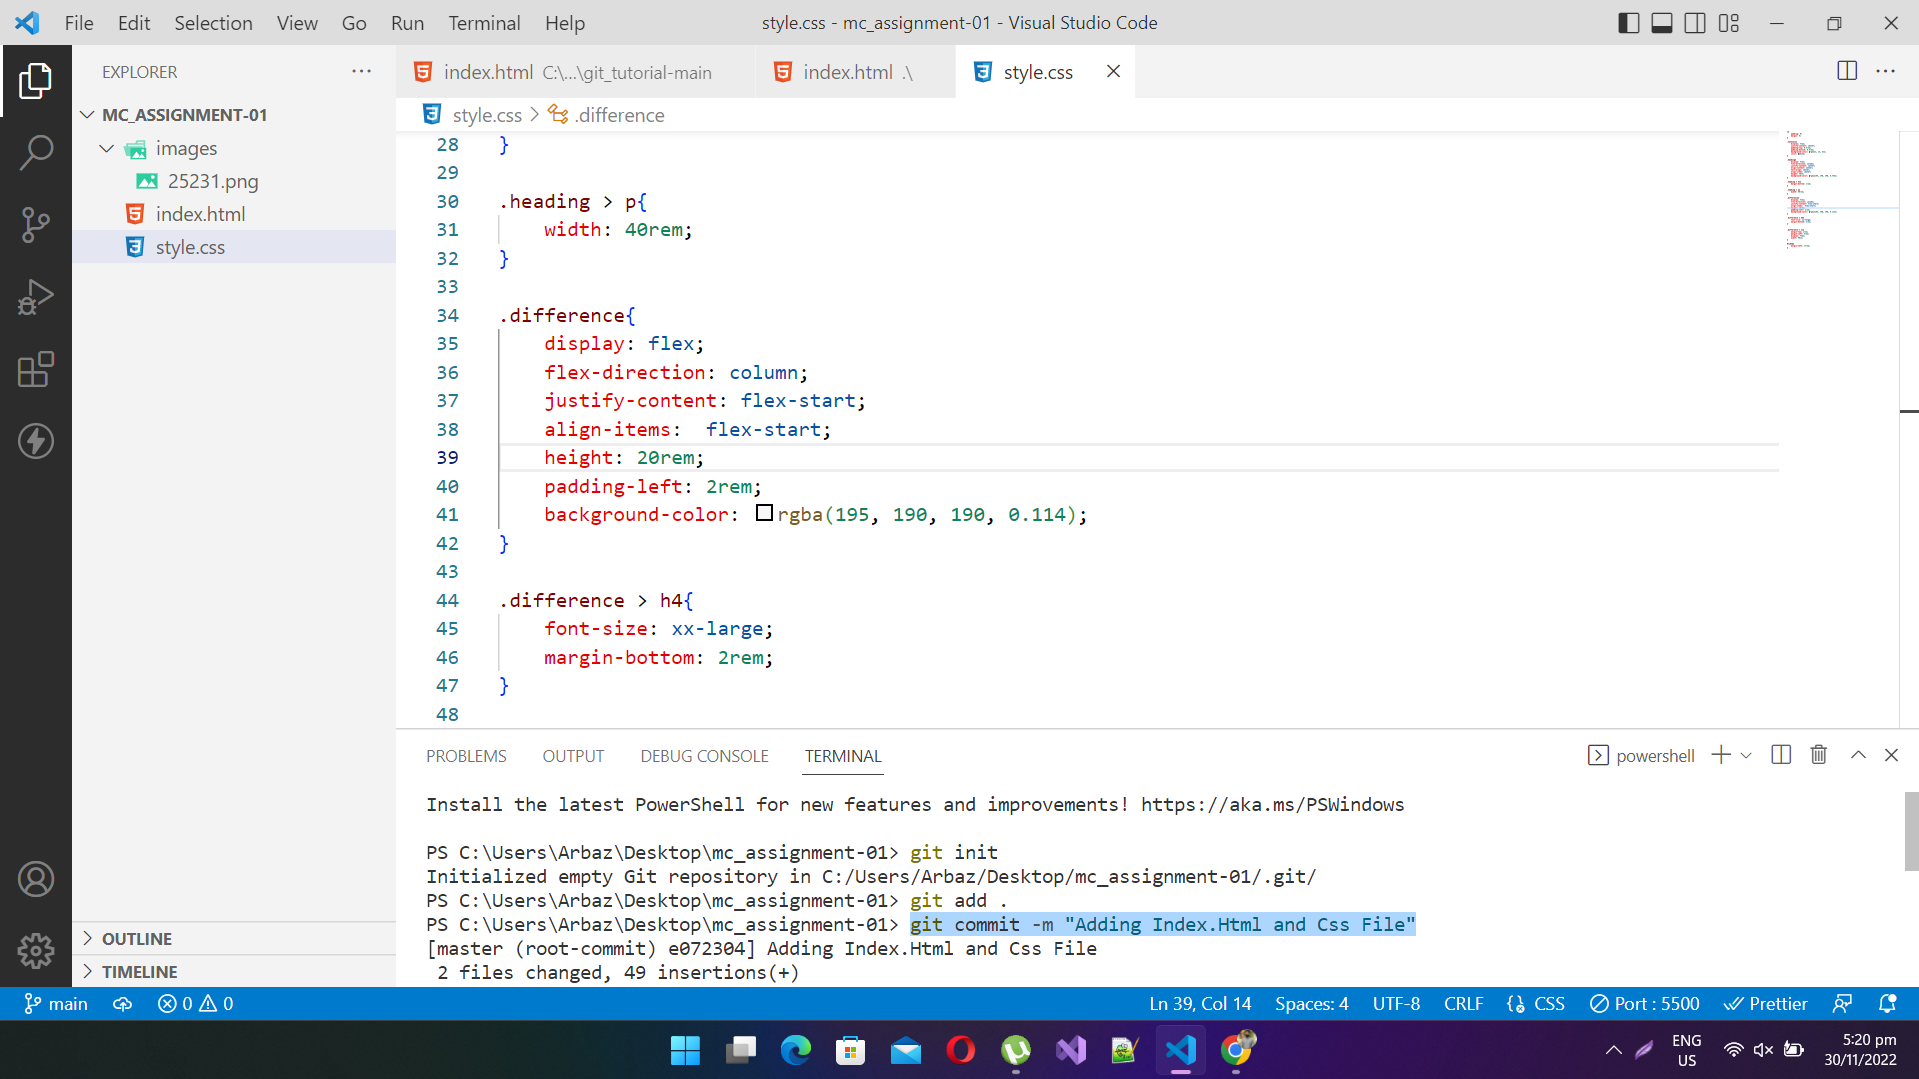 File Edit Selection View Go Run Terminal Help
style.css - mc_assignment-01 - Visual Studio Code
EXPLORER
MC_ASSIGNMENT-01
images
25231.png
index.html
style.css
OUTLINE
TIMELINE
index.html C:\...\git_tutorial-main
index.html .\
style.css
style.css > .difference
28 }
29
30 .heading > p{
31 width: 40rem;
32 }
33
34 .difference{
35 display: flex;
36 flex-direction: column;
37 justify-content: flex-start;
38 align-items:  flex-start;
39 height: 20rem;
40 padding-left: 2rem;
41 background-color: rgba(195, 190, 190, 0.114);
42 }
43
44 .difference > h4{
45 font-size: xx-large;
46 margin-bottom: 2rem;
47 }
48
PROBLEMS OUTPUT DEBUG CONSOLE TERMINAL
powershell
Install the latest PowerShell for new features and improvements! https://aka.ms/PSWindows
PS C:\Users\Arbaz\Desktop\mc_assignment-01> git init
Initialized empty Git repository in C:/Users/Arbaz/Desktop/mc_assignment-01/.git/
PS C:\Users\Arbaz\Desktop\mc_assignment-01> git add .
PS C:\Users\Arbaz\Desktop\mc_assignment-01> git commit -m "Adding Index.Html and Css File"
[master (root-commit) e072304] Adding Index.Html and Css File
2 files changed, 49 insertions(+)
main 0 0
Ln 39, Col 14 Spaces: 4 UTF-8 CRLF CSS Port : 5500 Prettier
ENG
US
5:20 pm
30/11/2022